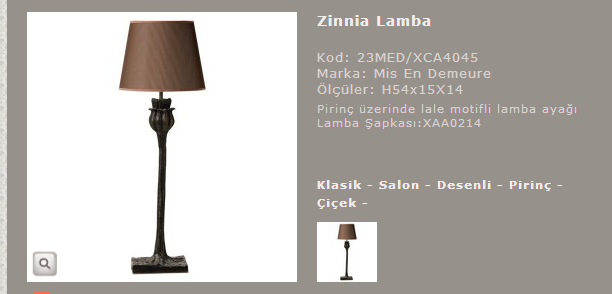 Zinnia Lamba
Kod: 23MED/XCA4045
Marka: Mis En Demeure
Ölçüler: H54x15X14
Pirinç üzerinde lale motifli lamba ayağı
Lamba Şapkası:XAA0214
Klasik - Salon - Desenli - Pirinç -
Çiçek -